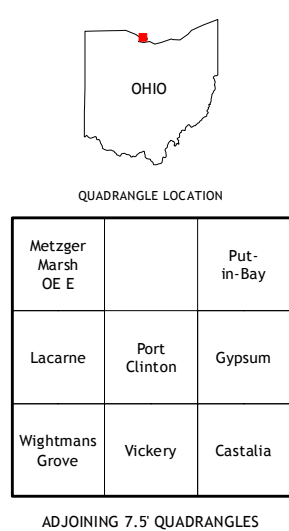 OHIO
QUADRANGLE LOCATION
Metzger
Marsh
OE E
Put-
in-Bay
Lacarne
Port
Clinton
Gypsum
Wightmans
Grove
Vickery
Castalia
ADJOINING 7.5' QUADRANGLES